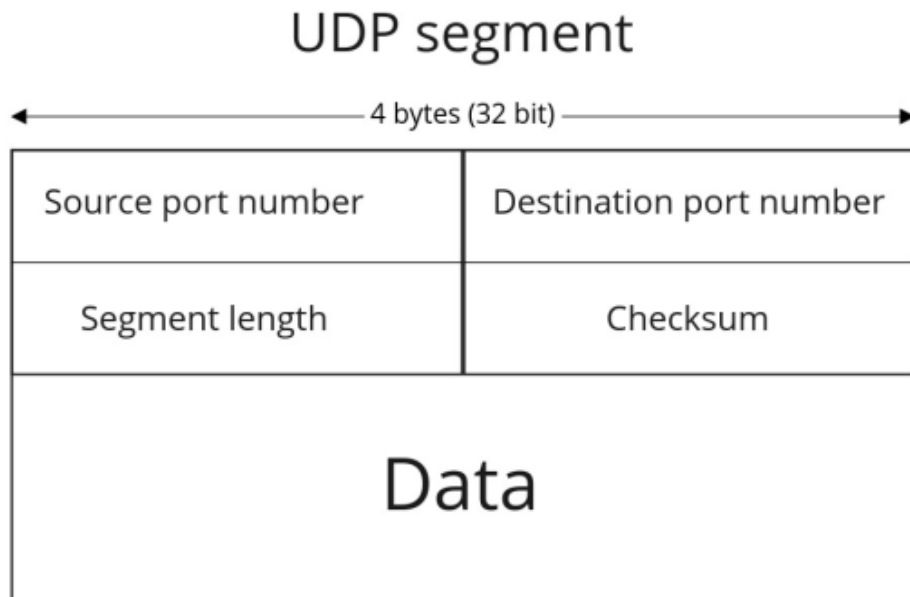 UDP segment
4 bytes (32 bit)
Source port number
Destination port number
Segment length
Checksum
Data